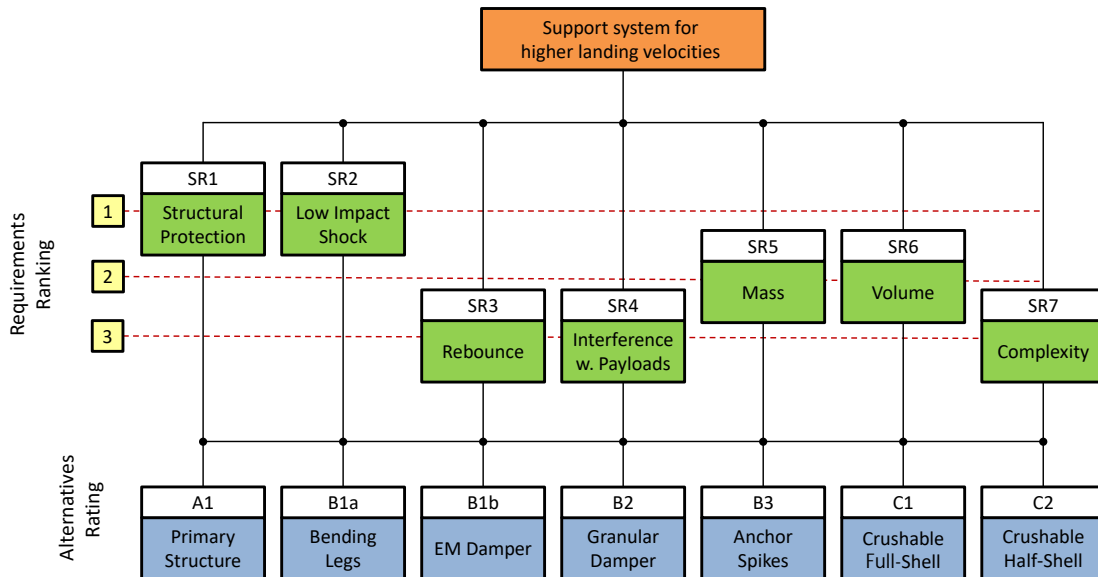 Support system for
higher landing velocities
Requirements
Ranking
1
2
3
SR1
Structural
Protection
SR2
Low Impact
Shock
SR5
Mass
SR6
Volume
SR3
Rebounce
SR4
Interference
w. Payloads
SR7
Complexity
Alternatives
Rating
A1
Primary
Structure
B1a
Bending
Legs
B1b
EM Damper
B2
Granular
Damper
B3
Anchor
Spikes
C1
Crushable
Full-Shell
C2
Crushable
Half-Shell